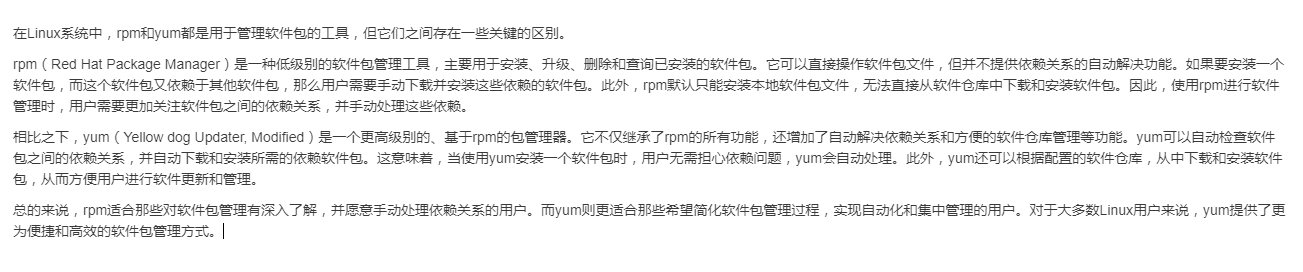 在Linux系统中，rpm和yum都是用于管理软件包的工具，但它们之间存在一些关键的区别。
rpm（Red Hat Package Manager）是一种低级别的软件包管理工具，主要用于安装、升级、删除和查询已安装的软件包。它可以直接操作软件包文件，但并不提供依赖关系的自动解决功能。如果要安装一个
软件包，而这个软件包又依赖于其他软件包，那么用户需要手动下载并安装这些依赖的软件包。此外，rpm默认只能安装本地软件包文件，无法直接从软件仓库中下载和安装软件包。因此，使用rpm进行软件包
管理时，用户需要更加关注软件包之间的依赖关系，并手动处理这些依赖。
相比之下，yum（Yellow dog Updater, Modified）是一个更高级别的、基于rpm的包管理器。它不仅继承了rpm的所有功能，还增加了自动解决依赖关系和方便的软件仓库管理等功能。yum可以自动检查软件
包之间的依赖关系，并自动下载和安装所需的依赖软件包。这意味着，当使用yum安装一个软件包时，用户无需担心依赖问题，yum会自动处理。此外，yum还可以根据配置的软件仓库，从中下载和安装软件
包，从而方便用户进行软件更新和管理。
总的来说，rpm适合那些对软件包管理有深入了解，并愿意手动处理依赖关系的用户。而yum则更适合那些希望简化软件包管理过程，实现自动化和集中管理的用户。对于大多数Linux用户来说，yum提供了更
为便捷和高效的软件包管理方式。